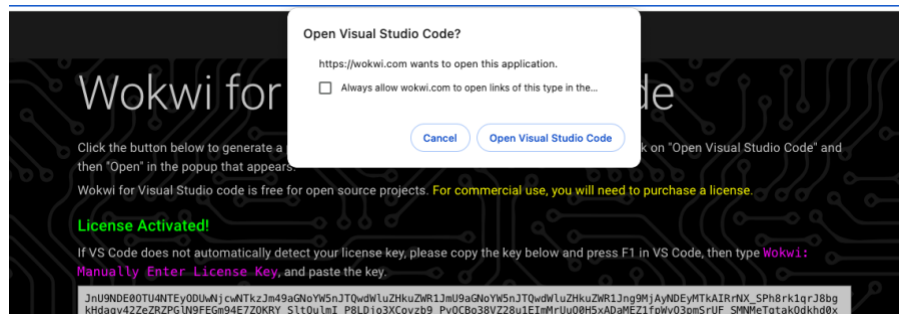 Open Visual Studio Code?
https://wokwi.com wants to open this application.
Always allow wokwi.com to open links of this type in the...
Cancel
Open Visual Studio Code
Wokwi for
de
Click the button below to generate a
k on "Open Visual Studio Code" and
then "Open" in the popup that appears.
Wokwi for Visual Studio code is free for open source projects. For commercial use, you will need to purchase a license.
License Activated!
If VS Code does not automatically detect your license key, please copy the key below and press F1 in VS Code, then type Wokwi:
Manually Enter License Key, and paste the key.